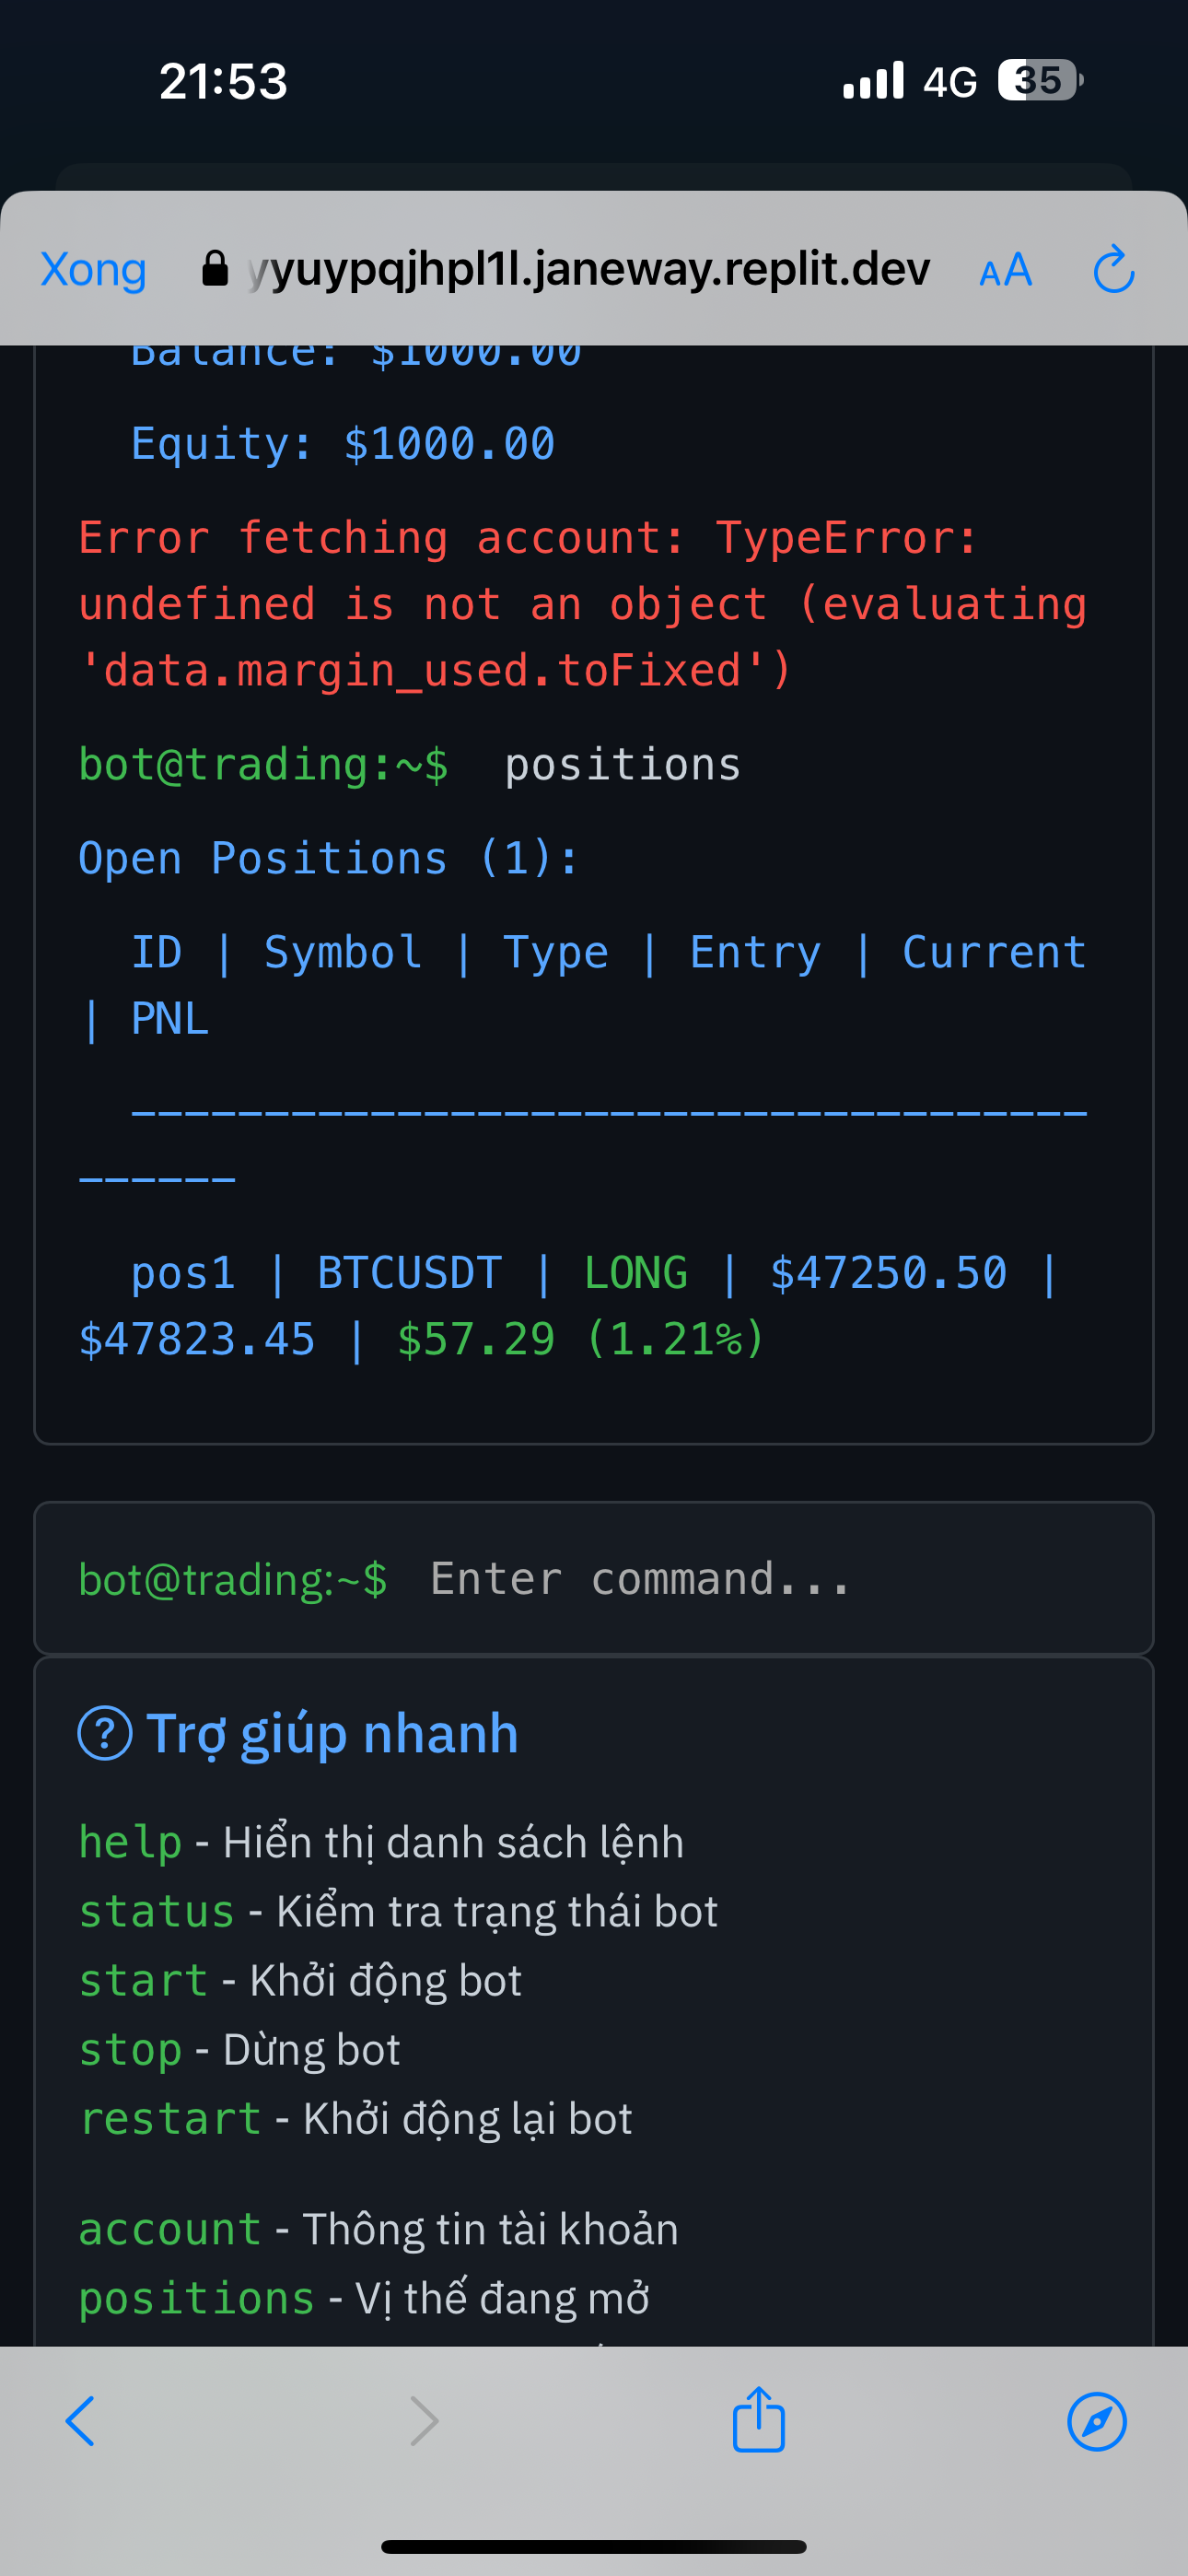 21:53
4G 35
Xong
yyuypqjhpl1l.janeway.replit.dev
AA
Balance: $1000.00
Equity: $1000.00
Error fetching account: TypeError:
undefined is not an object (evaluating
'data.margin_used.toFixed')
bot@trading:~$ positions
Open Positions (1):
ID | Symbol | Type | Entry | Current
| PNL
------------------------------------
------
pos1 | BTCUSDT | LONG | $47250.50 |
$47823.45 | $57.29 (1.21%)
bot@trading:~$ Enter command...
? Trợ giúp nhanh
help - Hiển thị danh sách lệnh
status - Kiểm tra trạng thái bot
start - Khởi động bot
stop - Dừng bot
restart - Khởi động lại bot
account - Thông tin tài khoản
positions - Vị thế đang mở